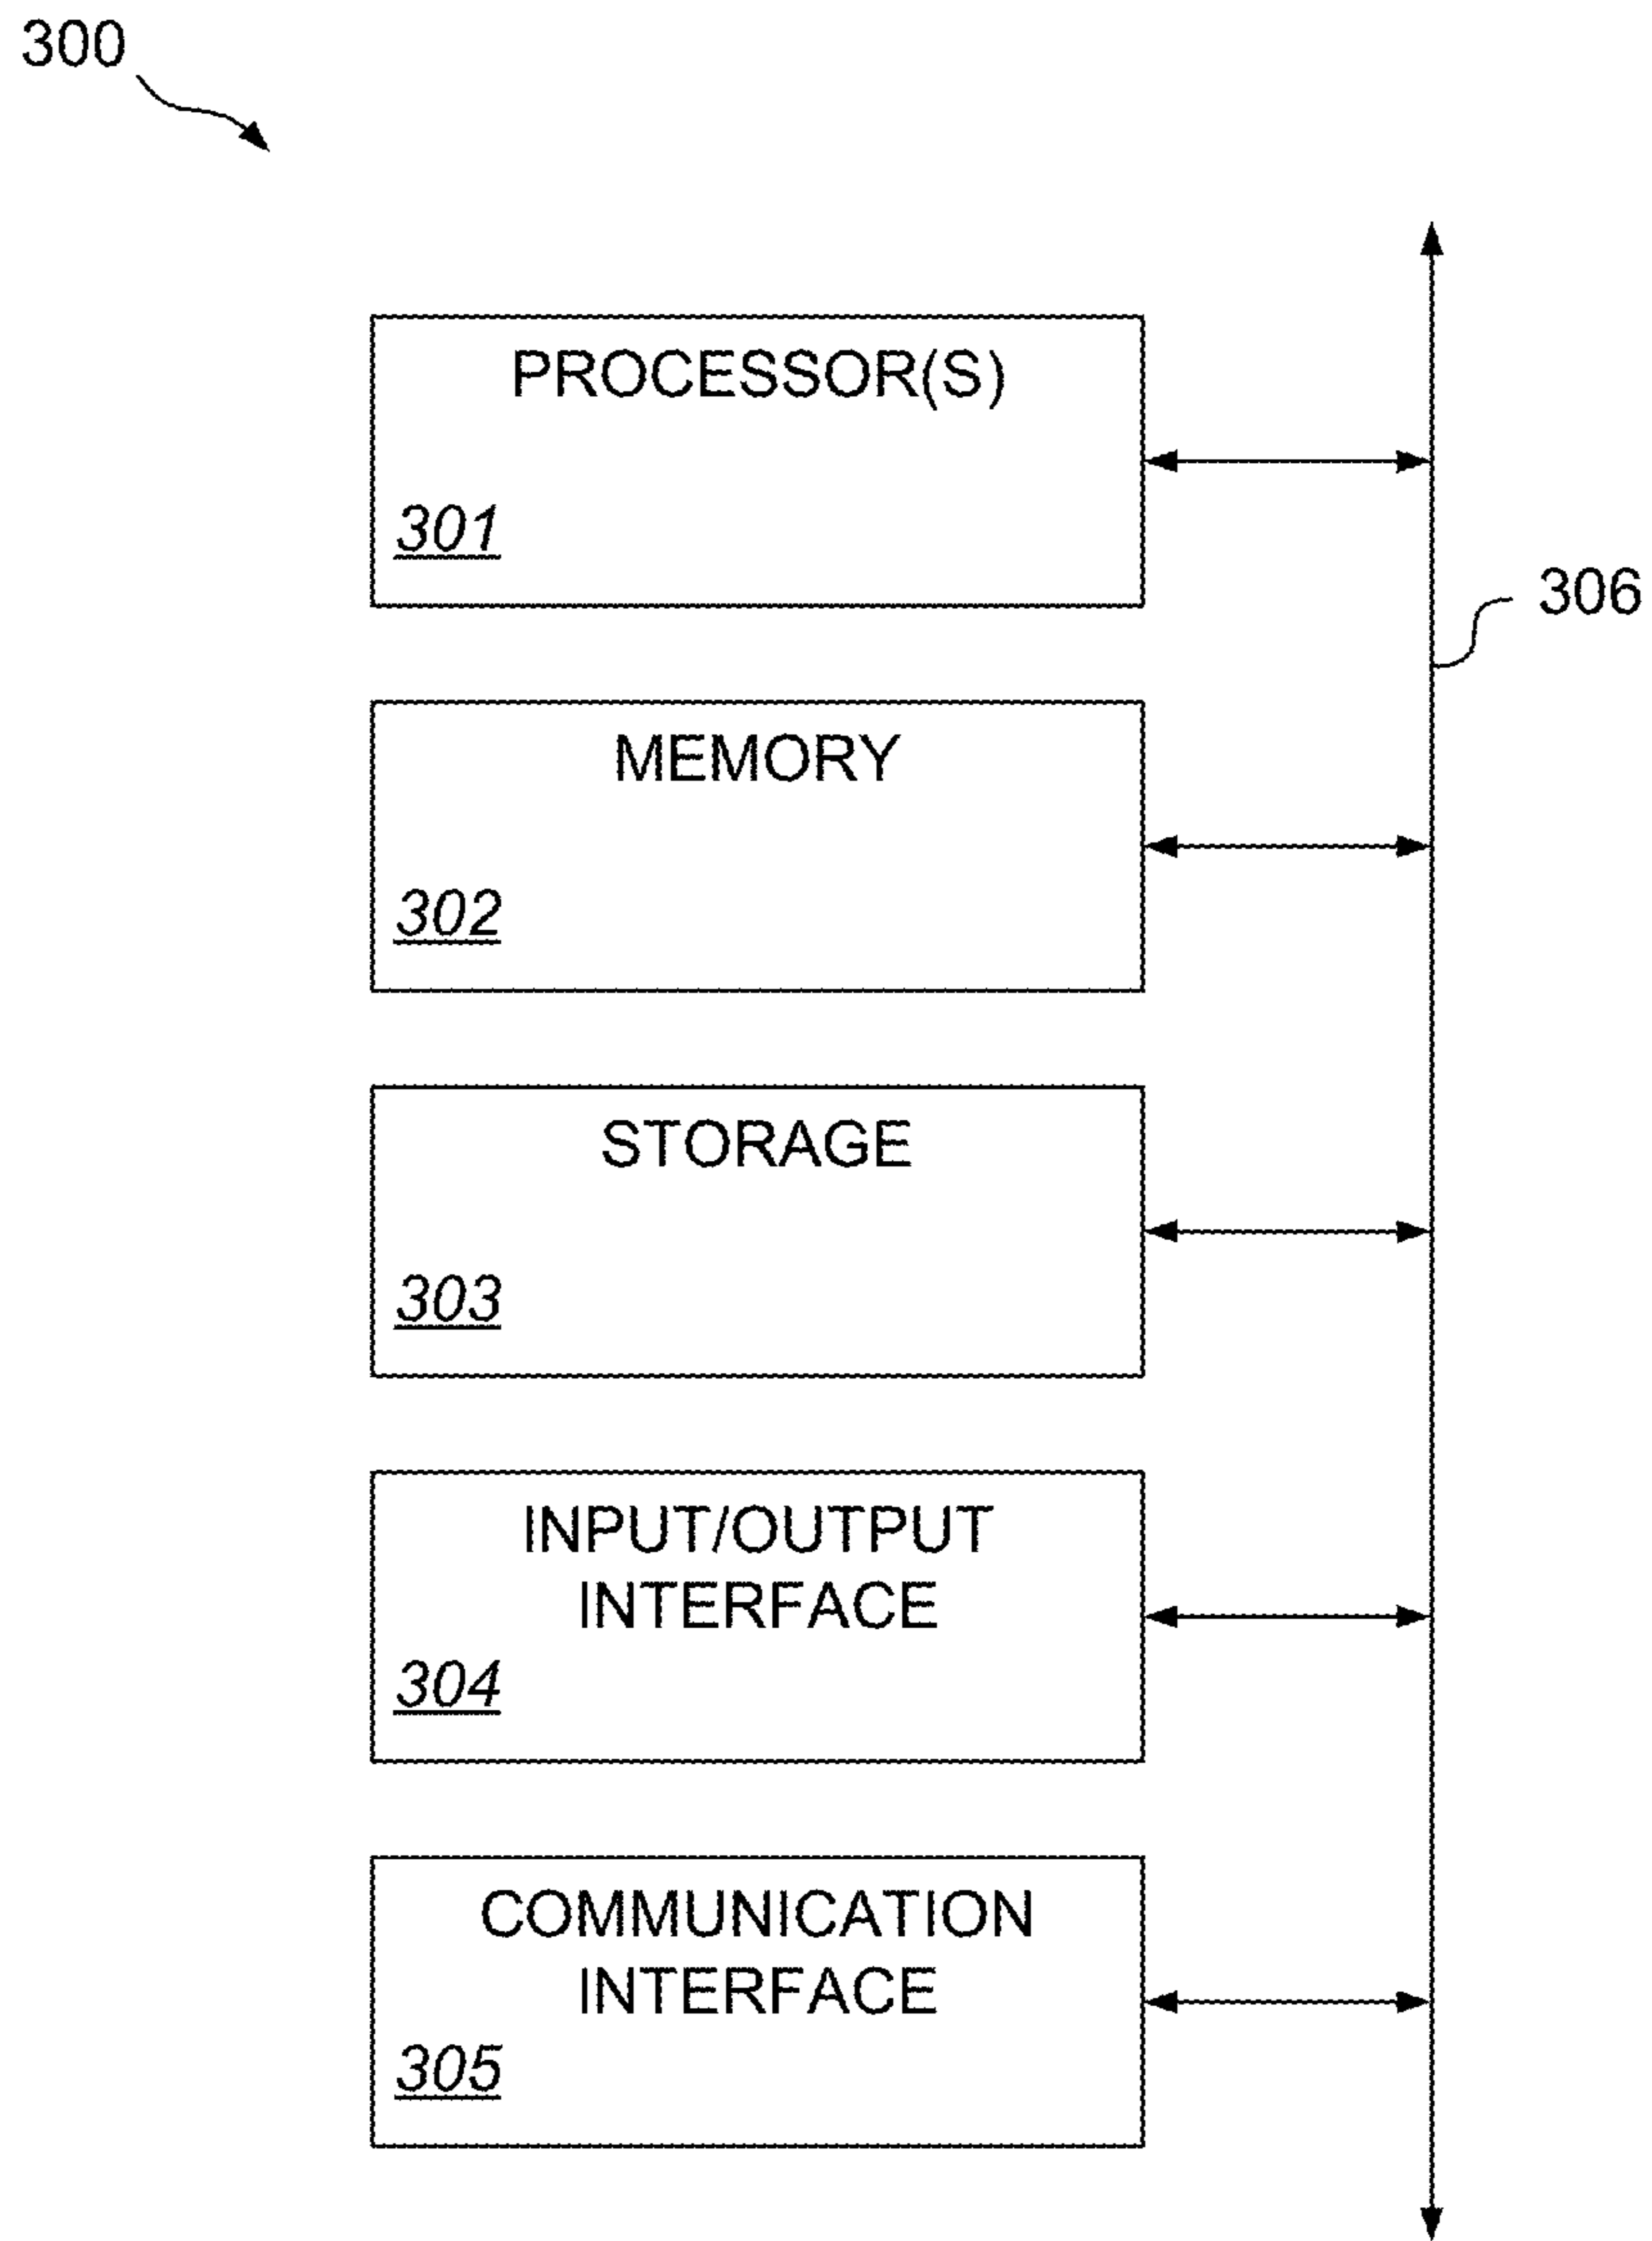 300
PROCESSOR(S)
301
306
MEMORY
302
STORAGE
303
INPUT/OUTPUT
INTERFACE
304
COMMUNICATION
INTERFACE
305